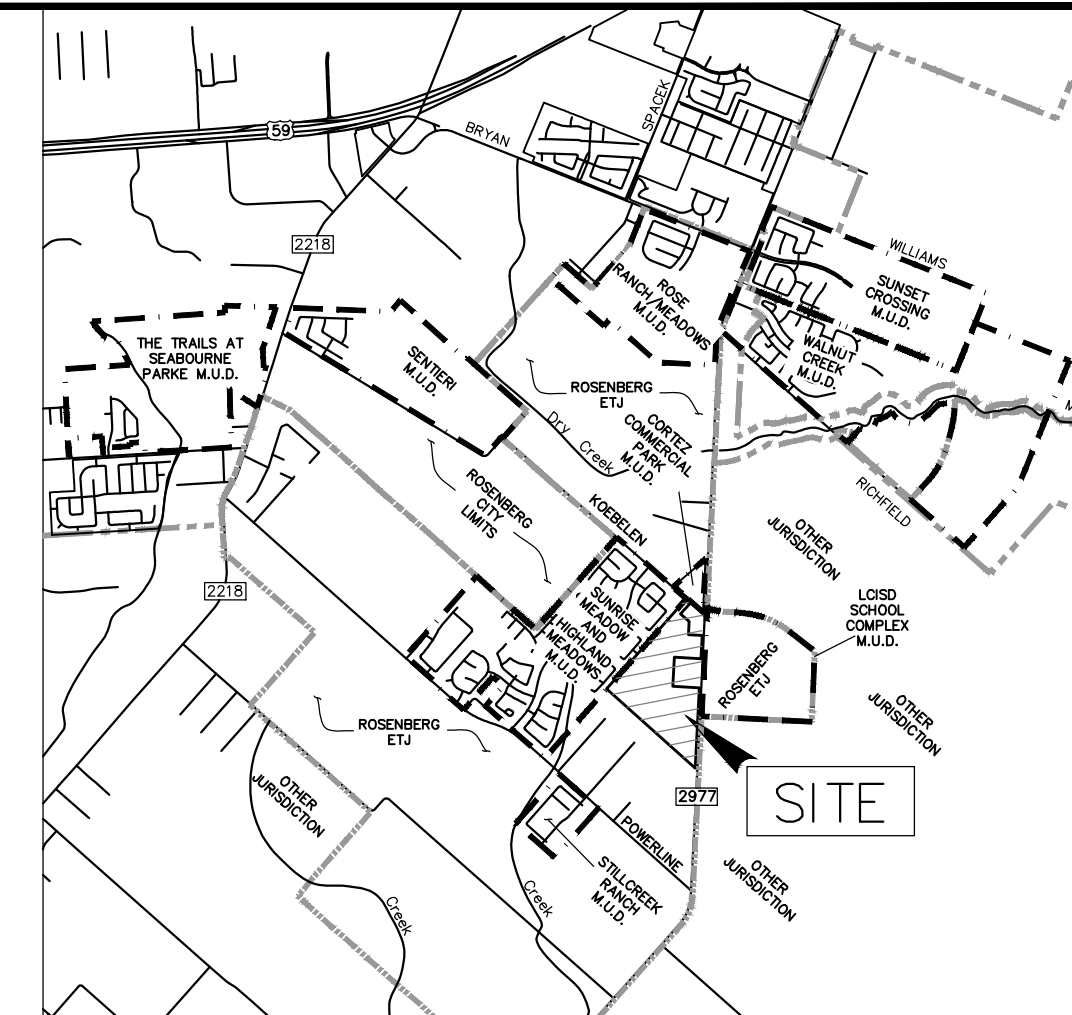 59
BRYAN
SPACEK
2218
WILLIAMS
SUNSET
CROSSING
M.U.D.
ROSE
RANCH/MEADOWS
M.U.D.
THE TRAILS AT
SEABOURNE
PARKE M.U.D.
SENTIERI
M.U.D.
WALNUT
CREEK
M.U.D.
ROSENBERG
ETJ
Dry Creek
CORTEZ
COMMERCIAL
PARK
M.U.D.
ROSENBERG
CITY
LIMITS
KOEBELEN
RICHFIELD
OTHER
JURISDICTION
2218
SUNRISE
MEADOW
AND
HIGHLAND
MEADOWS
M.U.D.
LCISD
SCHOOL
COMPLEX
M.U.D.
ROSENBERG
ETJ
OTHER
JURISDICTION
ROSENBERG
ETJ
OTHER
JURISDICTION
2977
SITE
POWERLINE
STILLCREEK
RANCH
M.U.D.
OTHER
JURISDICTION
Creek
Creek